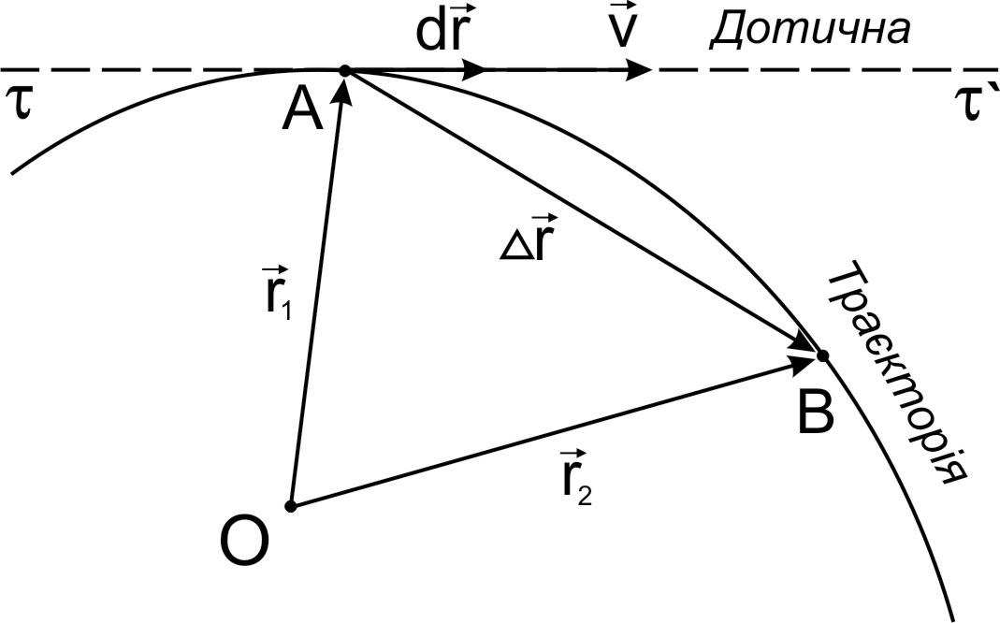 dr⃗
v⃗
Дотична
τ
A
τ`
Δr⃗
r⃗₁
Траєкторія
B
r⃗₂
O